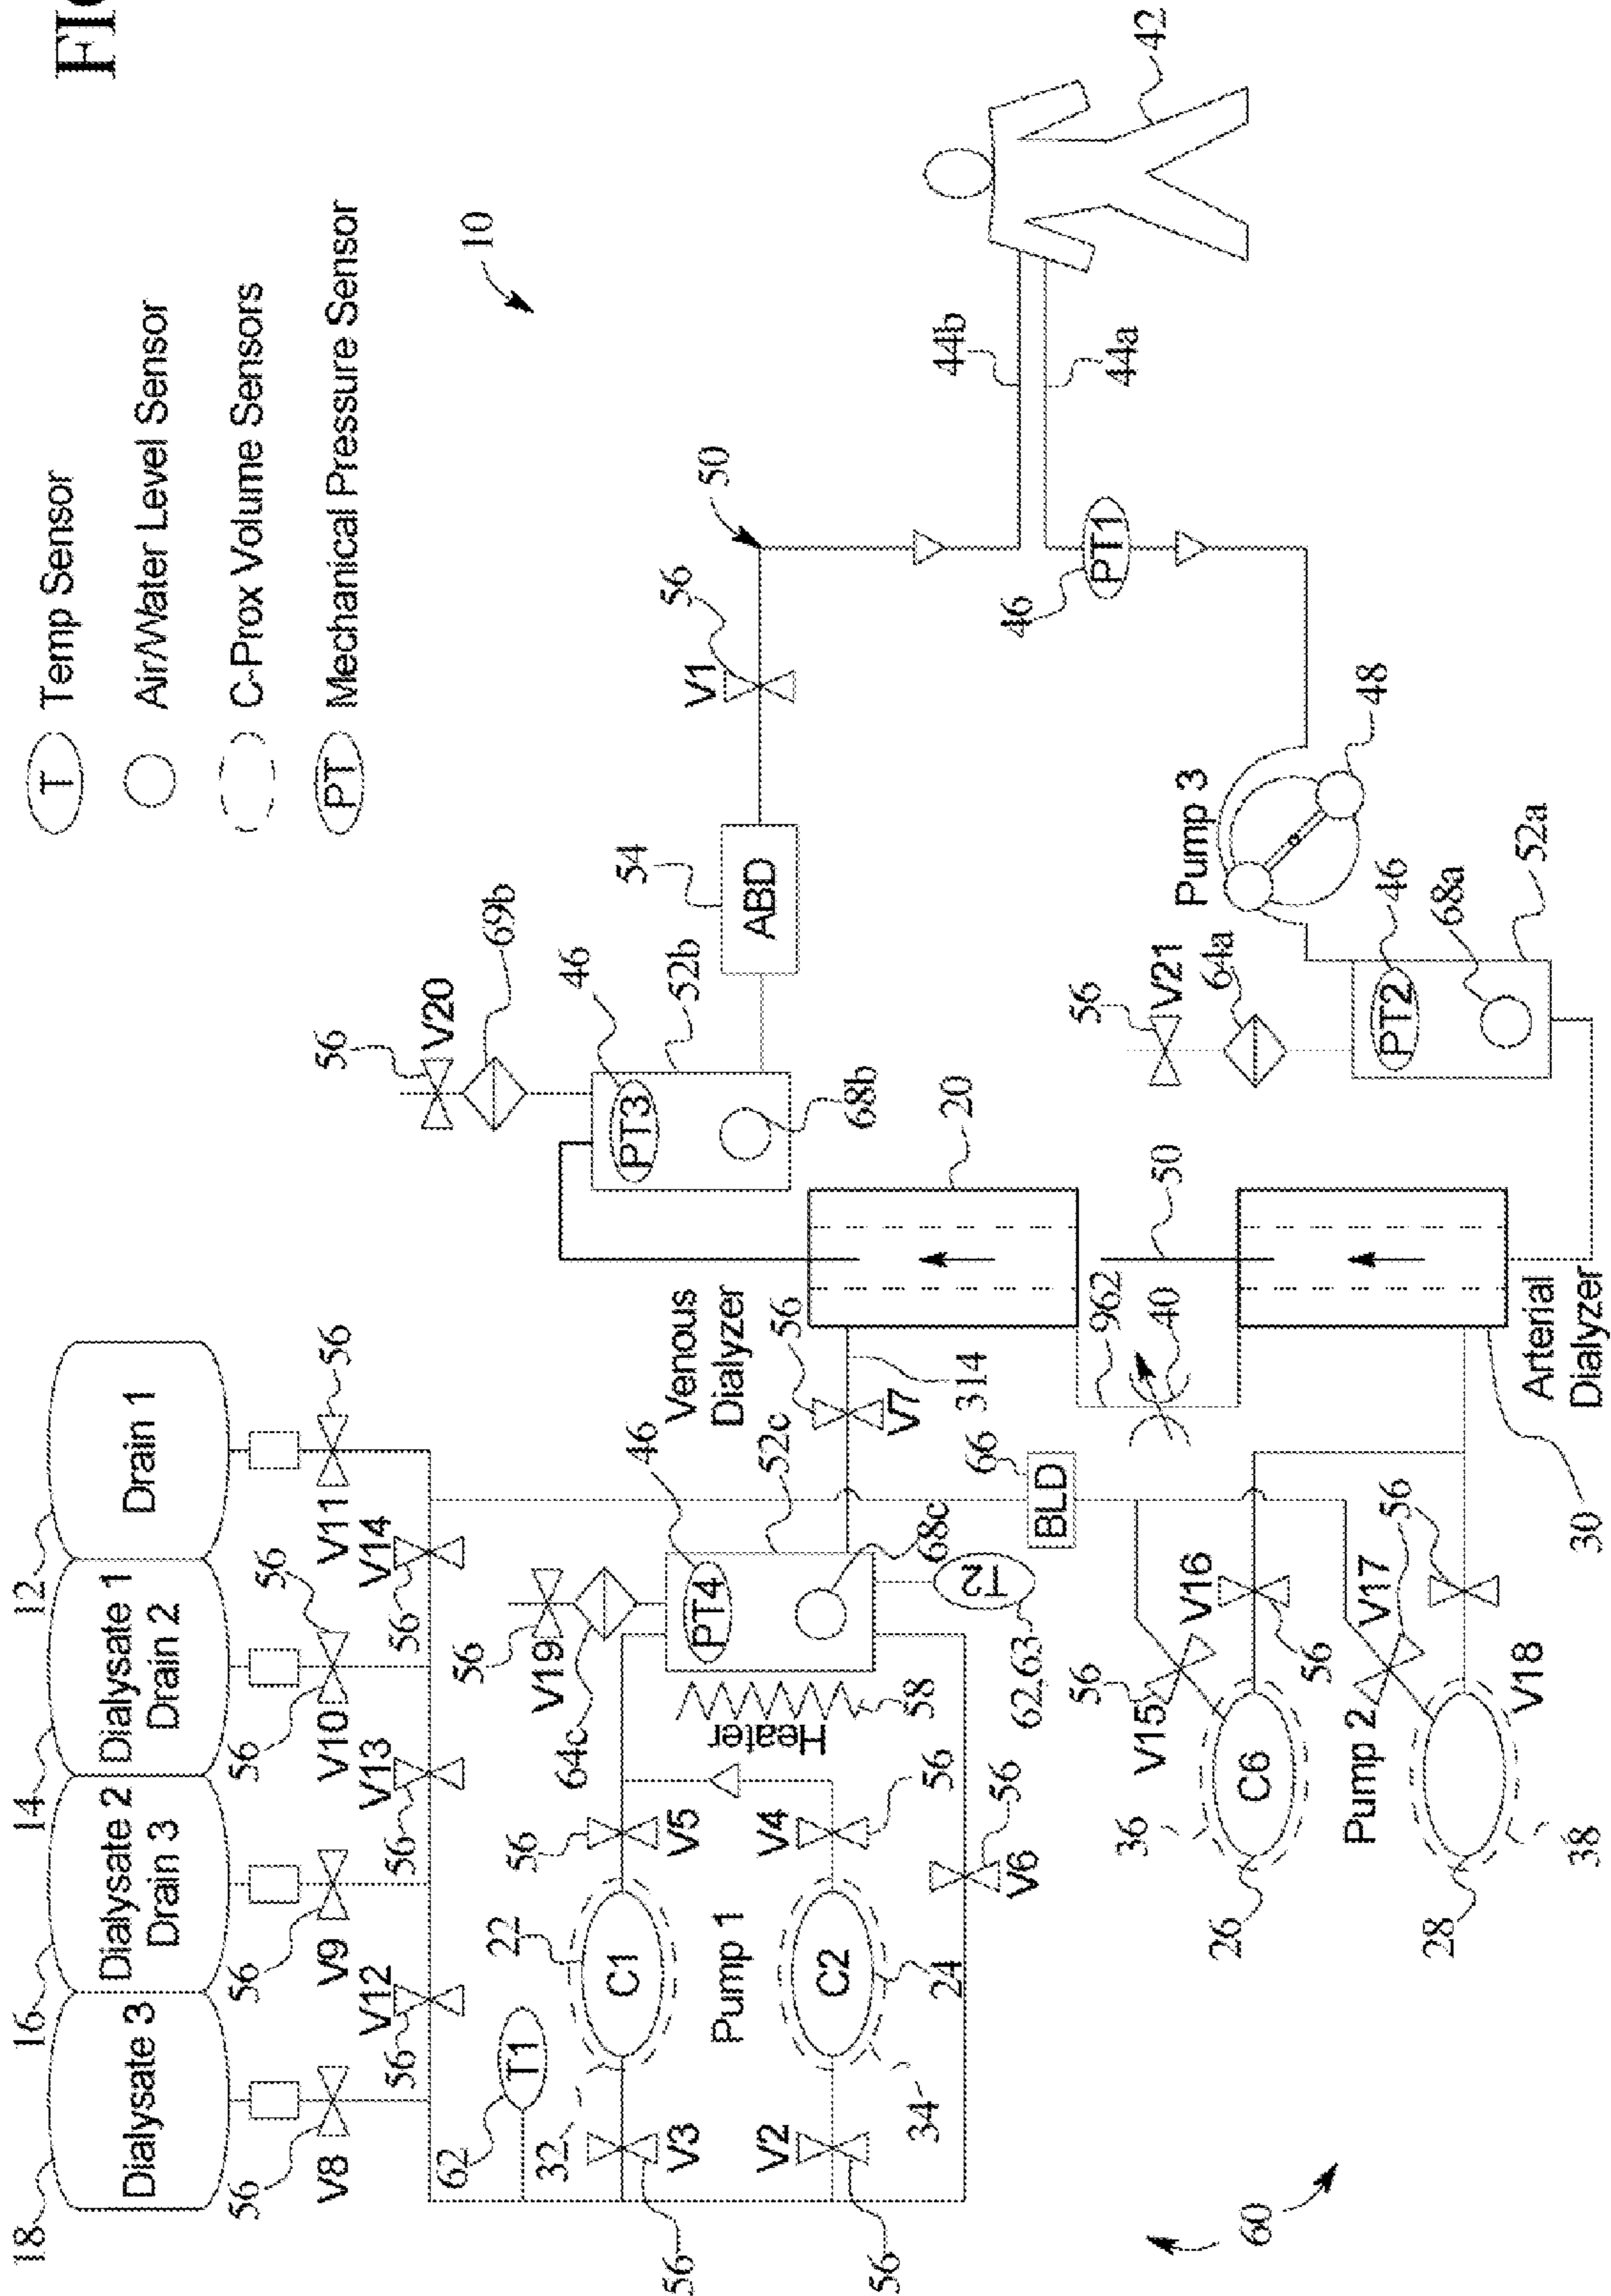 FIG
T Temp Sensor
Air/Water Level Sensor
C-Prox Volume Sensors
PT Mechanical Pressure Sensor
10
18
16
14
12
Dialysate 3
Dialysate 2
Drain 3
Dialysate 1
Drain 2
Drain 1
56
V8
56
V9
56
V10
56
V11
56
56
V12
56
V13
56
V14
62
T1
32
22
C1
56
V5
V3
56
Pump 1
C2
V2
56
34
24
V4
56
V6
56
56
V19
64c
Heater
58
46
PT4
52c
68c
T2
62,63
66
BLD
Venous
Dialyzer
56
V7
314
20
56
V20
69b
46
PT3
52b
68b
54
ABD
V1
56
50
44b
44a
42
46
PT1
Pump 3
48
56
V21
64a
46
PT2
68a
52a
50
962
40
Arterial
Dialyzer
30
36
C6
26
56
V15
V16
56
Pump 2
V17
56
28
38
V18
60